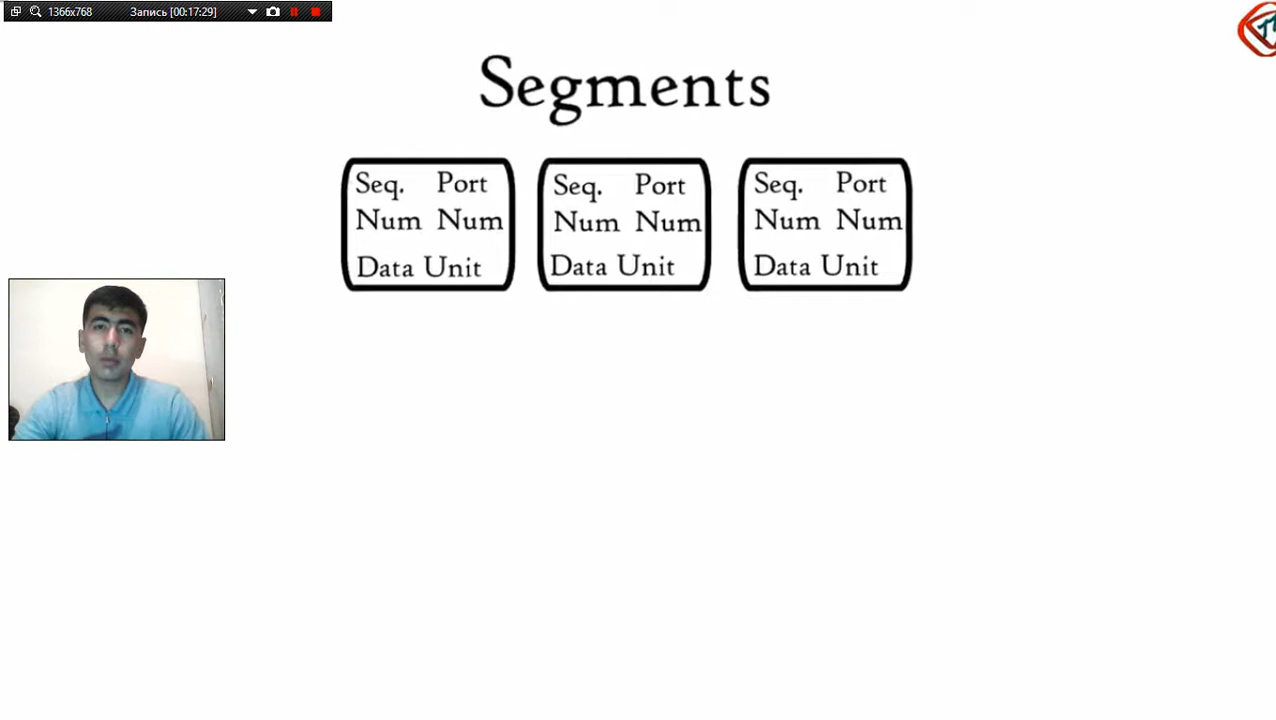 1366x768 Запись [00:17:29]
Segments
Seq. Port
Num Num
Data Unit
Seq. Port
Num Num
Data Unit
Seq. Port
Num Num
Data Unit